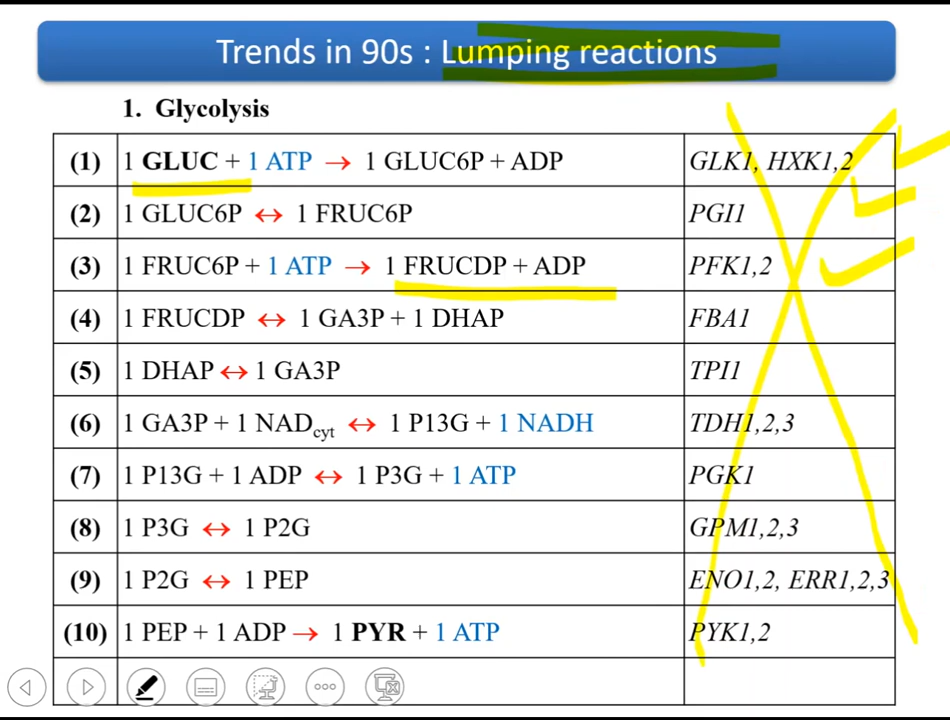 Trends in 90s : Lumping reactions
1. Glycolysis
(1) 1 GLUC + 1 ATP → 1 GLUC6P + ADP GLK1, HXK1,2
(2) 1 GLUC6P ↔ 1 FRUC6P PGI1
(3) 1 FRUC6P + 1 ATP → 1 FRUCDP + ADP PFK1,2
(4) 1 FRUCDP ↔ 1 GA3P + 1 DHAP FBA1
(5) 1 DHAP ↔ 1 GA3P TPI1
(6) 1 GA3P + 1 NADcyt ↔ 1 P13G + 1 NADH TDH1,2,3
(7) 1 P13G + 1 ADP ↔ 1 P3G + 1 ATP PGK1
(8) 1 P3G ↔ 1 P2G GPM1,2,3
(9) 1 P2G ↔ 1 PEP ENO1,2, ERR1,2,3
(10) 1 PEP + 1 ADP → 1 PYR + 1 ATP PYK1,2